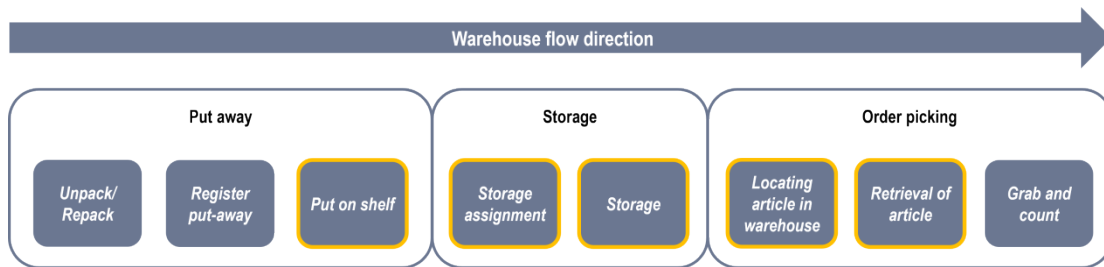 Warehouse flow direction
Put away
Storage
Order picking
Unpack/
Repack
Register
put-away
Put on shelf
Storage
assignment
Storage
Locating
article in
warehouse
Retrieval of
article
Grab and
count